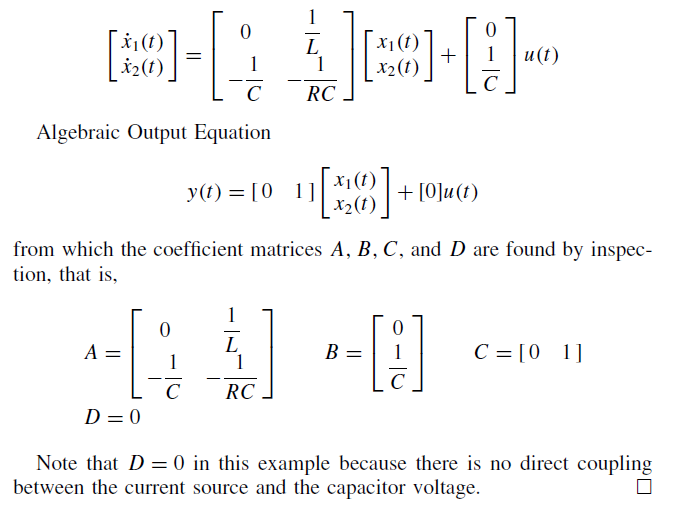 [ẋ₁(t) ẋ₂(t)] = [0 1/L −1/C −1/RC] [x₁(t) x₂(t)] + [0 1/C] u(t)
Algebraic Output Equation
y(t) = [0 1] [x₁(t) x₂(t)] + [0]u(t)
from which the coefficient matrices A, B, C, and D are found by inspec-
tion, that is,
A = [0 1/L −1/C −1/RC] B = [0 1/C] C = [0 1]
D = 0
Note that D = 0 in this example because there is no direct coupling
between the current source and the capacitor voltage. □